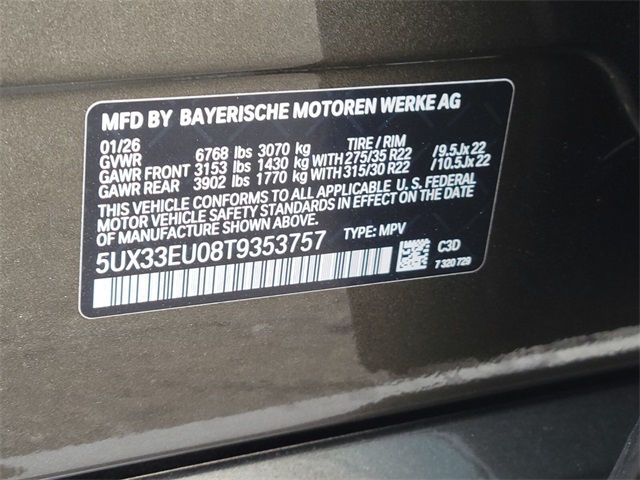 MFD BY BAYERISCHE MOTOREN WERKE AG
01/26
GVWR 6768 lbs 3070 kg TIRE / RIM
GAWR FRONT 3153 lbs 1430 kg WITH 275/35 R22 /9.5Jx22
GAWR REAR 3902 lbs 1770 kg WITH 315/30 R22 /10.5Jx22
THIS VEHICLE CONFORMS TO ALL APPLICABLE U.S. FEDERAL
MOTOR VEHICLE SAFETY STANDARDS IN EFFECT ON THE
DATE OF MANUFACTURE SHOWN ABOVE.
5UX33EU08T9353757 TYPE: MPV C3D
7 320 729